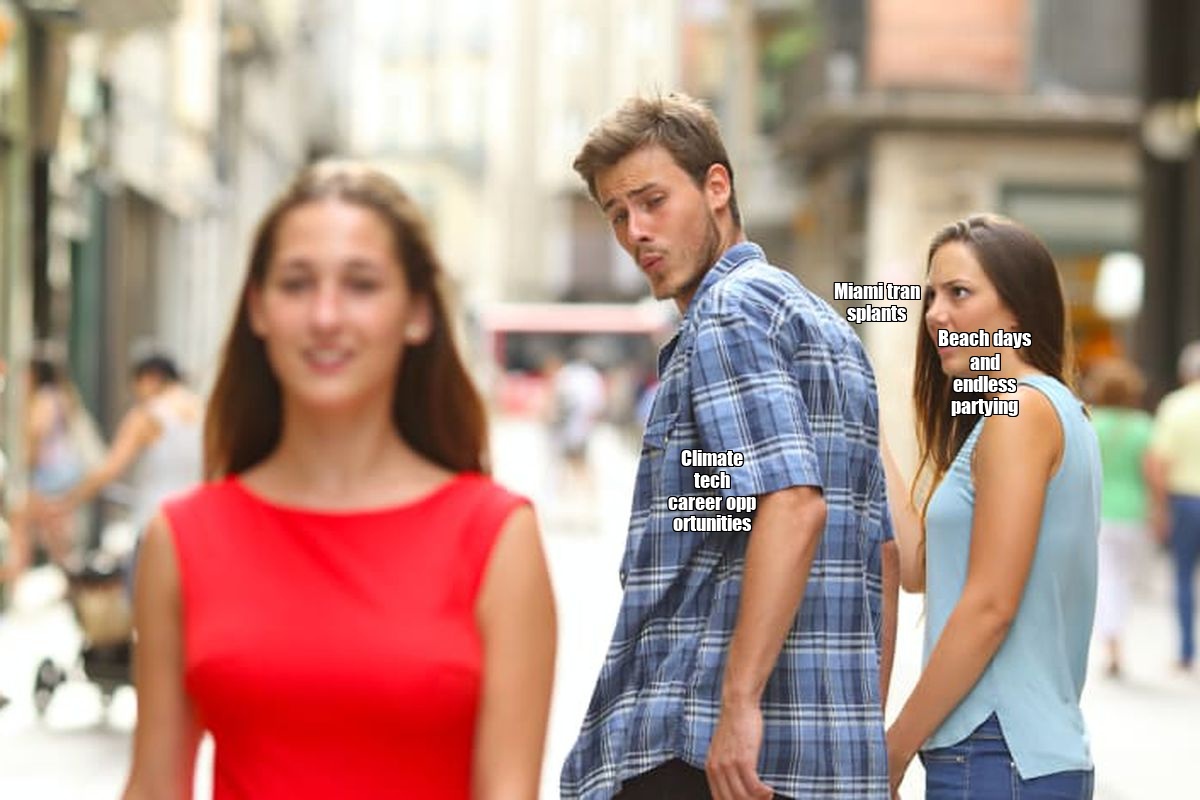 Miami tran
splants
Beach days
and
endless
partying
Climate
tech
career opp
ortunities